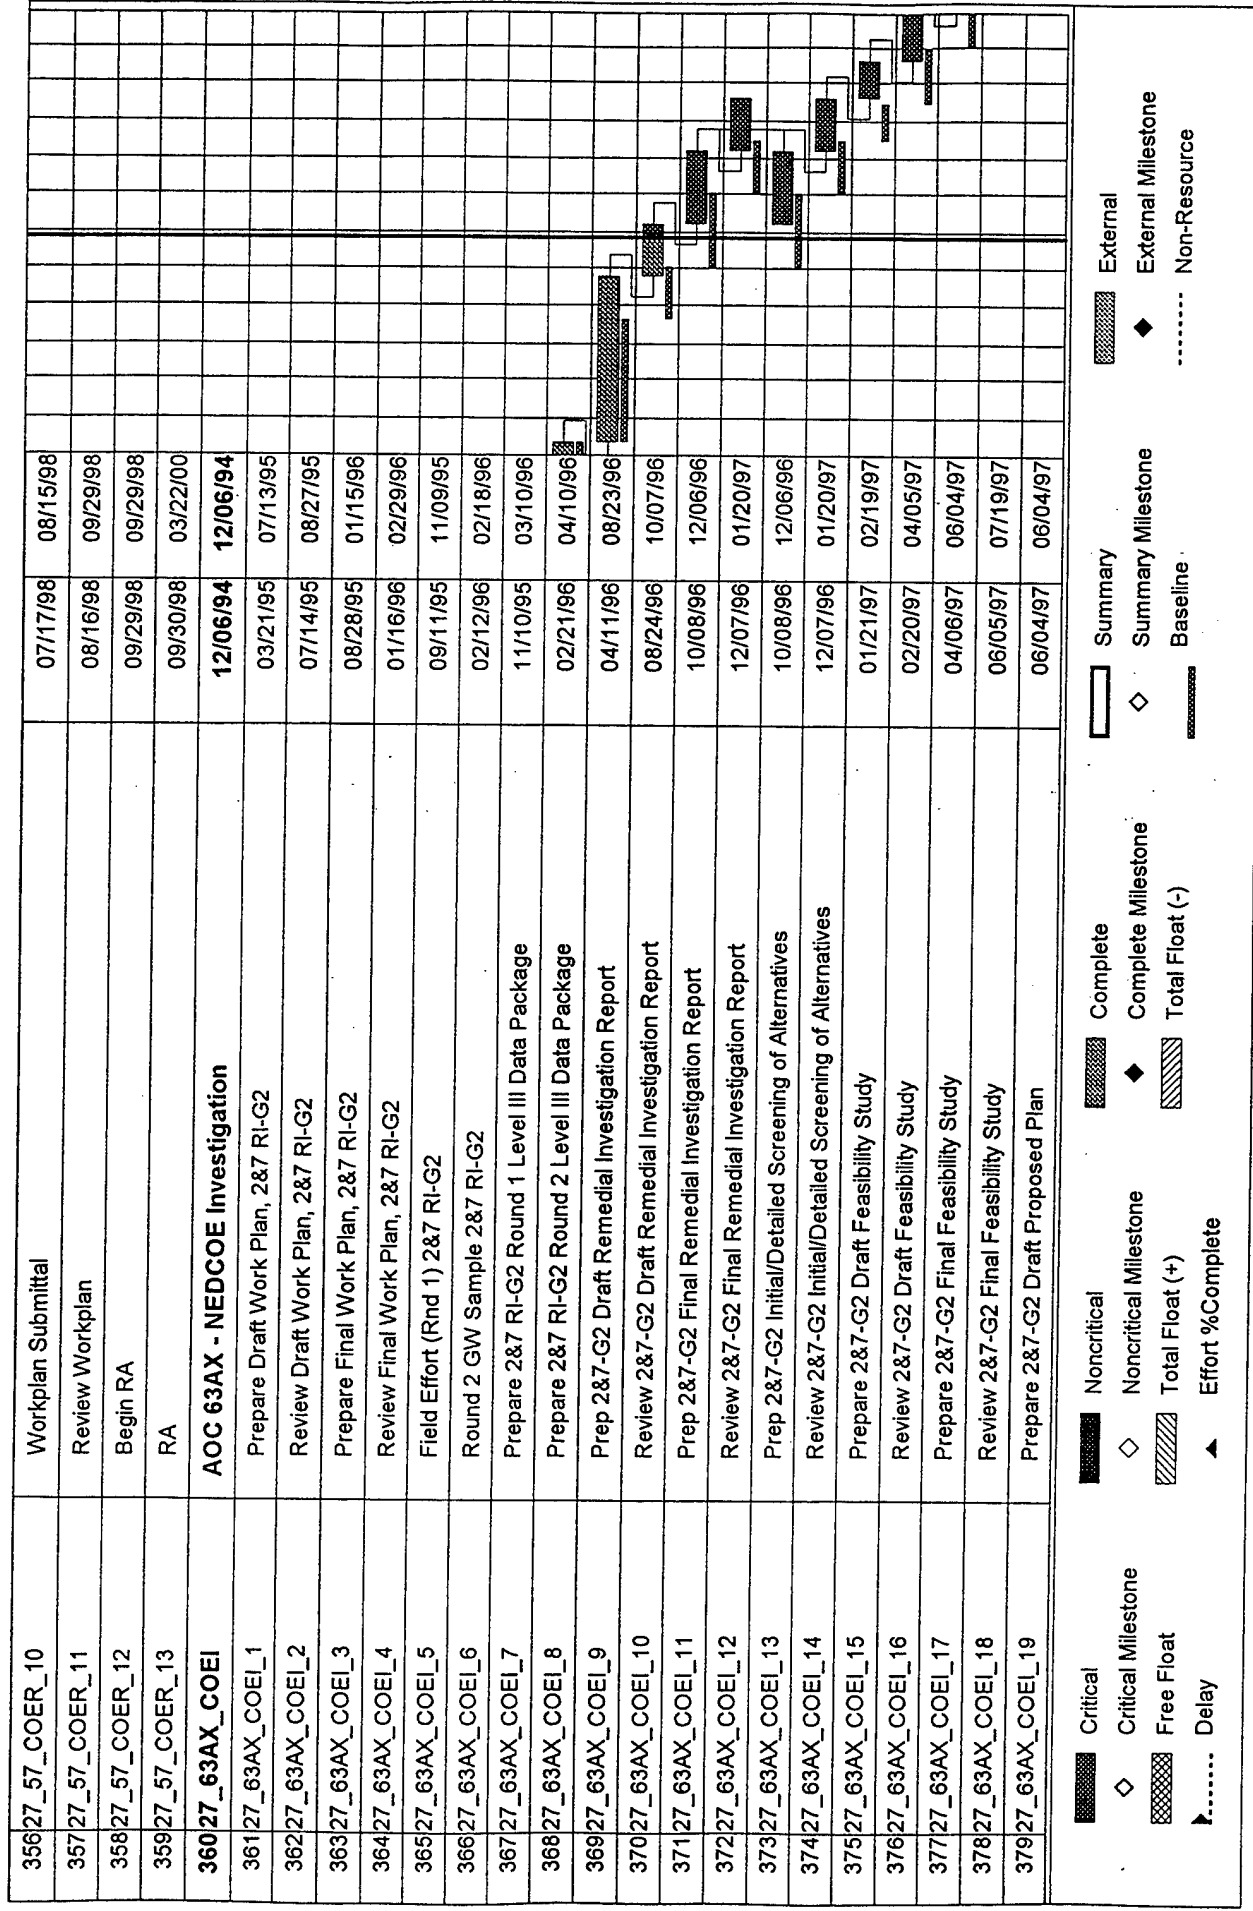 356 27_57_COER_10 Workplan Submittal 07/17/98 08/15/98
357 27_57_COER_11 Review Workplan 08/16/98 09/29/98
358 27_57_COER_12 Begin RA 09/29/98 09/29/98
359 27_57_COER_13 RA 09/30/98 03/22/00
360 27_63AX_COEI AOC 63AX - NEDCOE Investigation 12/06/94 12/06/94
361 27_63AX_COEI_1 Prepare Draft Work Plan, 2&7 RI-G2 03/21/95 07/13/95
362 27_63AX_COEI_2 Review Draft Work Plan, 2&7 RI-G2 07/14/95 08/27/95
363 27_63AX_COEI_3 Prepare Final Work Plan, 2&7 RI-G2 08/28/95 01/15/96
364 27_63AX_COEI_4 Review Final Work Plan, 2&7 RI-G2 01/16/96 02/29/96
365 27_63AX_COEI_5 Field Effort (Rnd 1) 2&7 RI-G2 09/11/95 11/09/95
366 27_63AX_COEI_6 Round 2 GW Sample 2&7 RI-G2 02/12/96 02/18/96
367 27_63AX_COEI_7 Prepare 2&7 RI-G2 Round 1 Level III Data Package 11/10/95 03/10/96
368 27_63AX_COEI_8 Prepare 2&7 RI-G2 Round 2 Level III Data Package 02/21/96 04/10/96
369 27_63AX_COEI_9 Prep 2&7-G2 Draft Remedial Investigation Report 04/11/96 08/23/96
370 27_63AX_COEI_10 Review 2&7-G2 Draft Remedial Investigation Report 08/24/96 10/07/96
371 27_63AX_COEI_11 Prep 2&7-G2 Final Remedial Investigation Report 10/08/96 12/06/96
372 27_63AX_COEI_12 Review 2&7-G2 Final Remedial Investigation Report 12/07/96 01/20/97
373 27_63AX_COEI_13 Prep 2&7-G2 Initial/Detailed Screening of Alternatives 10/08/96 12/06/96
374 27_63AX_COEI_14 Review 2&7-G2 Initial/Detailed Screening of Alternatives 12/07/96 01/20/97
375 27_63AX_COEI_15 Prepare 2&7-G2 Draft Feasibility Study 01/21/97 02/19/97
376 27_63AX_COEI_16 Review 2&7-G2 Draft Feasibility Study 02/20/97 04/05/97
377 27_63AX_COEI_17 Prepare 2&7-G2 Final Feasibility Study 04/06/97 06/04/97
378 27_63AX_COEI_18 Review 2&7-G2 Final Feasibility Study 06/05/97 07/19/97
379 27_63AX_COEI_19 Prepare 2&7-G2 Draft Proposed Plan 06/04/97 06/04/97
Critical Noncritical Complete Summary External
Critical Milestone Noncritical Milestone Complete Milestone Summary Milestone External Milestone
Free Float Total Float (+) Total Float (-) Baseline Non-Resource
Delay Effort %Complete